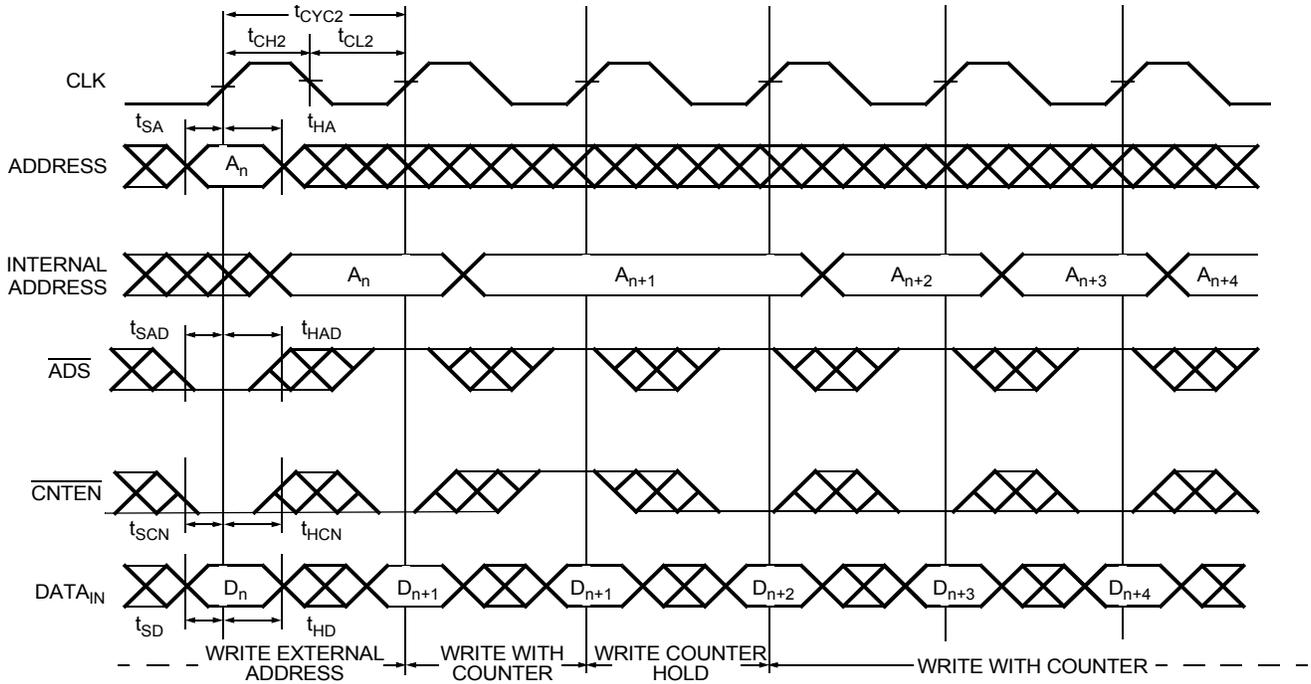 tCYC2
tCH2 tCL2
CLK
tSA tHA
ADDRESS An
INTERNAL
ADDRESS
An An+1 An+2 An+3 An+4
tSAD tHAD
ADS
CNTEN
tSCN tHCN
DATAIN Dn Dn+1 Dn+1 Dn+2 Dn+3 Dn+4
tSD tHD
WRITE EXTERNAL
ADDRESS
WRITE WITH
COUNTER
WRITE COUNTER
HOLD
WRITE WITH COUNTER